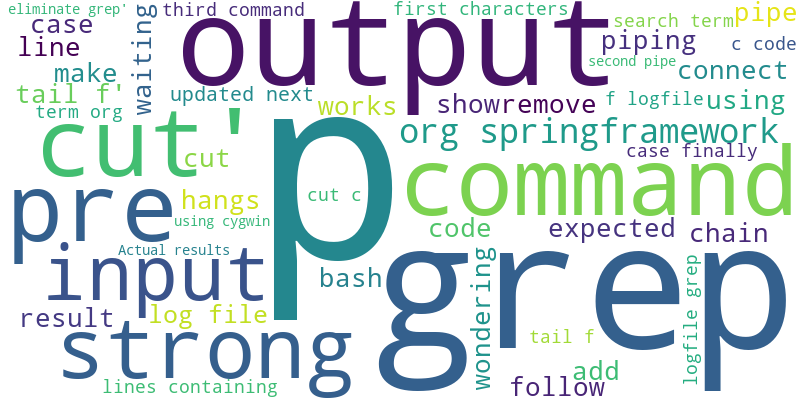 eliminate grep'
third command
first characters
search term
pipe
case
waiting
output
piping
c code
line
second pipe
make
connect
tail f'
updated next
works
show
remove
f logfile
using
term org
cut'
p
org springframework
case finally
cut
command
pre
hangs
cut c
using cygwin
code
expected
chain
Actual results
input
grep
bash
wondering
logfile grep
result
log file
strong
tail f
add
lines containing
follow